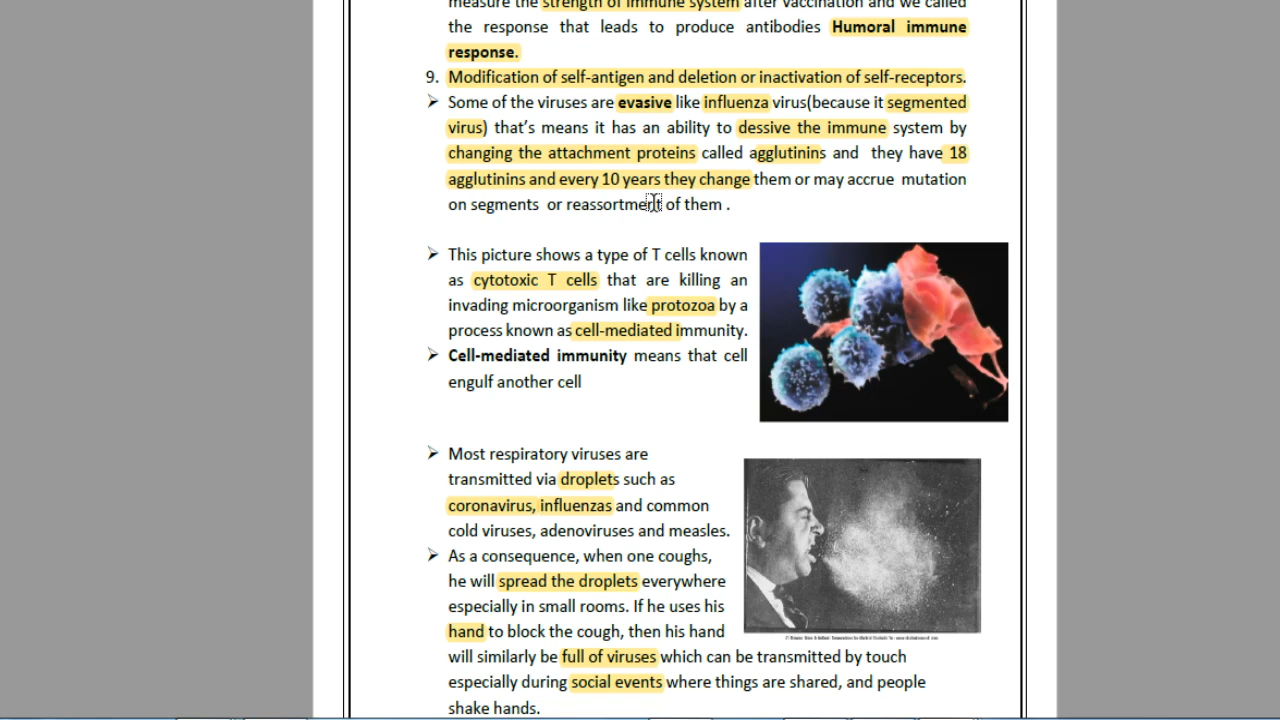 measure the strength of immune system after vaccination and we called
the response that leads to produce antibodies Humoral immune
response.
9. Modification of self-antigen and deletion or inactivation of self-receptors.
➢ Some of the viruses are evasive like influenza virus(because it segmented
virus) that’s means it has an ability to dessive the immune system by
changing the attachment proteins called agglutinins and they have 18
agglutinins and every 10 years they change them or may accrue mutation
on segments or reassortment of them .
➢ This picture shows a type of T cells known
as cytotoxic T cells that are killing an
invading microorganism like protozoa by a
process known as cell-mediated immunity.
➢ Cell-mediated immunity means that cell
engulf another cell
➢ Most respiratory viruses are
transmitted via droplets such as
coronavirus, influenzas and common
cold viruses, adenoviruses and measles.
➢ As a consequence, when one coughs,
he will spread the droplets everywhere
especially in small rooms. If he uses his
hand to block the cough, then his hand
will similarly be full of viruses which can be transmitted by touch
especially during social events where things are shared, and people
shake hands.